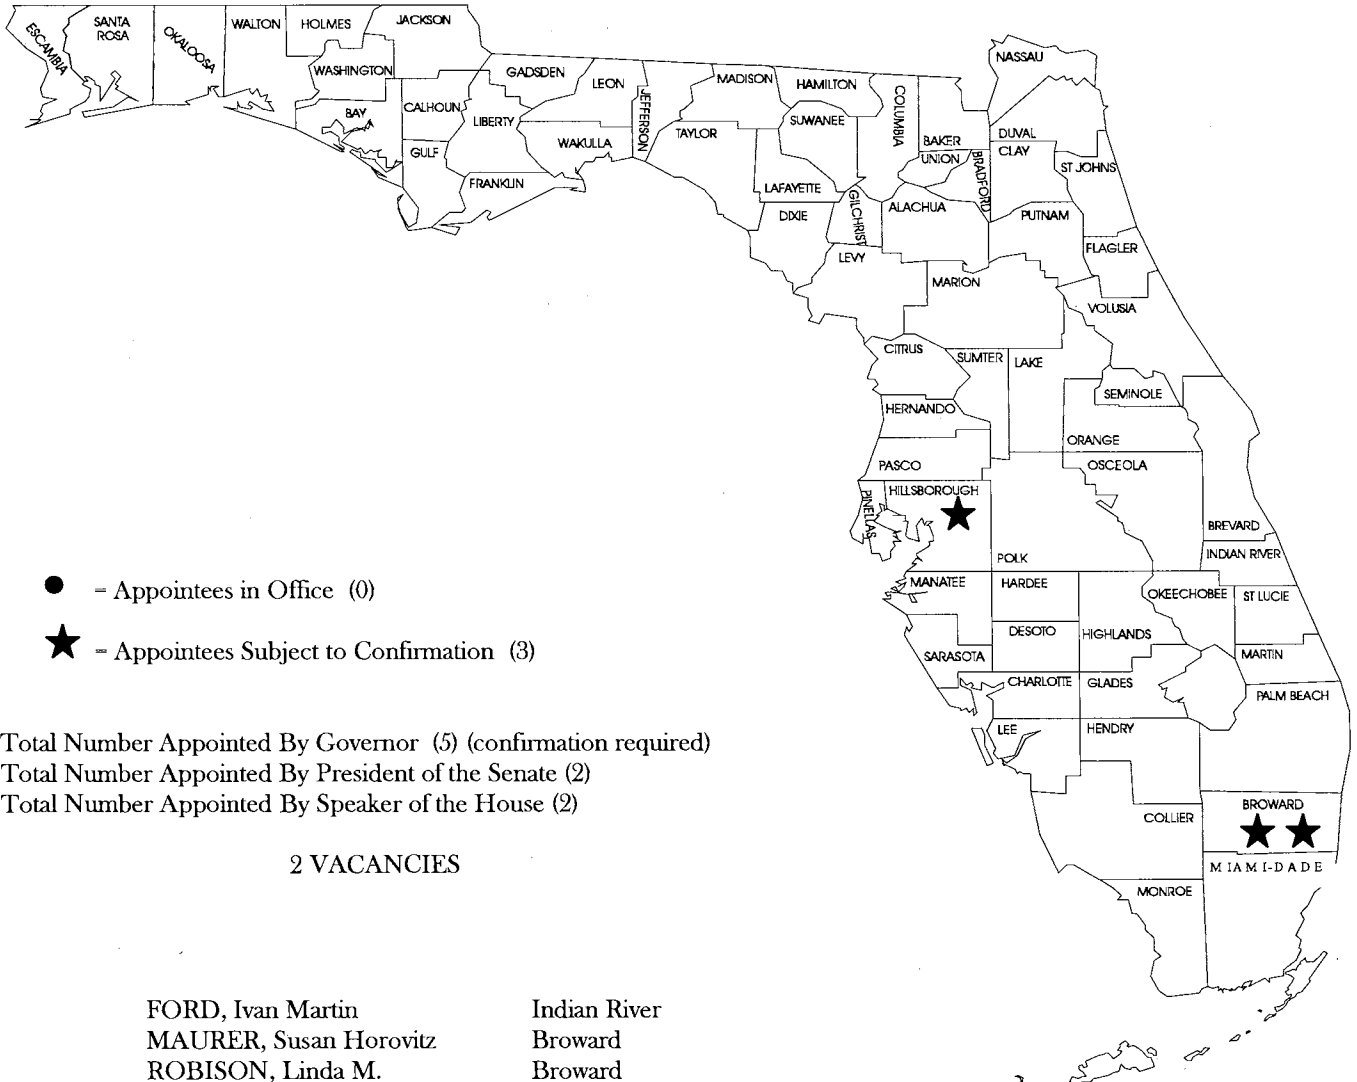 ESCAMBIA
SANTA
ROSA
OKALOOSA
WALTON
HOLMES
JACKSON
WASHINGTON
BAY
CALHOUN
GULF
GADSDEN
LIBERTY
FRANKLIN
LEON
WAKULLA
JEFFERSON
MADISON
TAYLOR
HAMILTON
SUWANEE
LAFAYETTE
DIXIE
COLUMBIA
GILCHRIST
BAKER
UNION
BRADFORD
ALACHUA
LEVY
NASSAU
DUVAL
CLAY
ST JOHNS
PUTNAM
FLAGLER
MARION
VOLUSIA
CITRUS
SUMTER
LAKE
SEMINOLE
HERNANDO
ORANGE
PASCO
OSCEOLA
PINELLAS
HILLSBOROUGH
POLK
BREVARD
INDIAN RIVER
MANATEE
HARDEE
OKEECHOBEE
ST LUCIE
DESOTO
HIGHLANDS
SARASOTA
MARTIN
CHARLOTTE
GLADES
PALM BEACH
LEE
HENDRY
COLLIER
BROWARD
MIAMI-DADE
MONROE
● = Appointees in Office (0)
★ = Appointees Subject to Confirmation (3)
Total Number Appointed By Governor (5) (confirmation required)
Total Number Appointed By President of the Senate (2)
Total Number Appointed By Speaker of the House (2)
2 VACANCIES
FORD, Ivan Martin Indian River
MAURER, Susan Horovitz Broward
ROBISON, Linda M. Broward